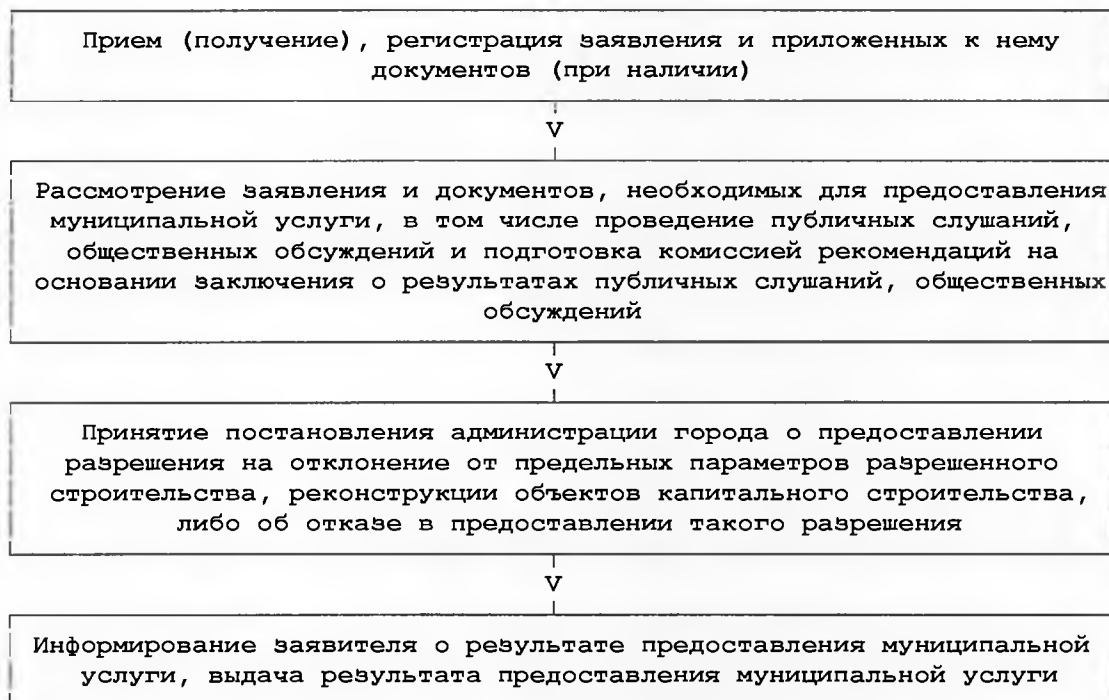 Прием (получение), регистрация заявления и приложенных к нему
документов (при наличии)
V
Рассмотрение заявления и документов, необходимых для предоставления
муниципальной услуги, в том числе проведение публичных слушаний,
общественных обсуждений и подготовка комиссией рекомендаций на
основании заключения о результатах публичных слушаний, общественных
обсуждений
V
Принятие постановления администрации города о предоставлении
разрешения на отклонение от предельных параметров разрешенного
строительства, реконструкции объектов капитального строительства,
либо об отказе в предоставлении такого разрешения
V
Информирование заявителя о результате предоставления муниципальной
услуги, выдача результата предоставления муниципальной услуги